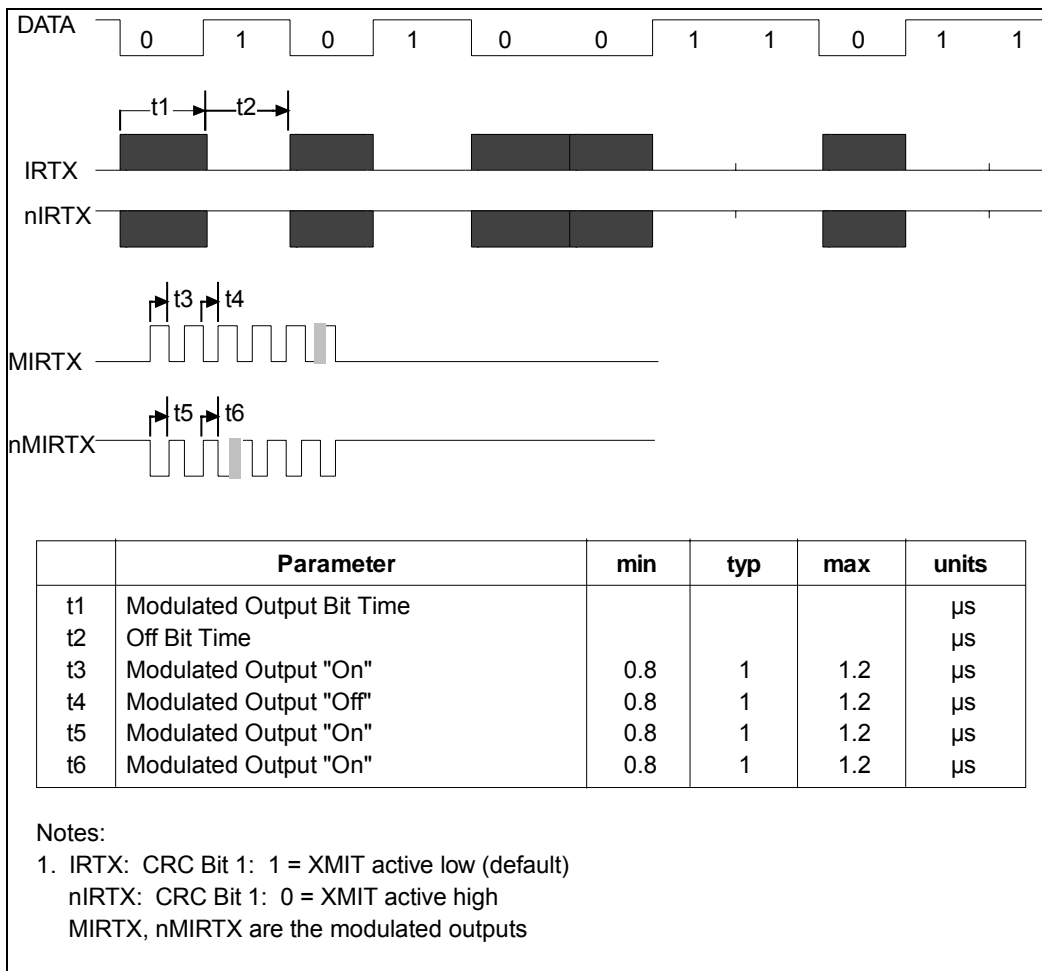 DATA
0 1 0 1 0 0 1 1 0 1 1
t1 t2
IRTX
nIRTX
t3 t4
MIRTX
t5 t6
nMIRTX
Parameter min typ max units
t1 Modulated Output Bit Time µs
t2 Off Bit Time µs
t3 Modulated Output "On" 0.8 1 1.2 µs
t4 Modulated Output "Off" 0.8 1 1.2 µs
t5 Modulated Output "On" 0.8 1 1.2 µs
t6 Modulated Output "On" 0.8 1 1.2 µs
Notes:
1. IRTX: CRC Bit 1: 1 = XMIT active low (default)
nIRTX: CRC Bit 1: 0 = XMIT active high
MIRTX, nMIRTX are the modulated outputs